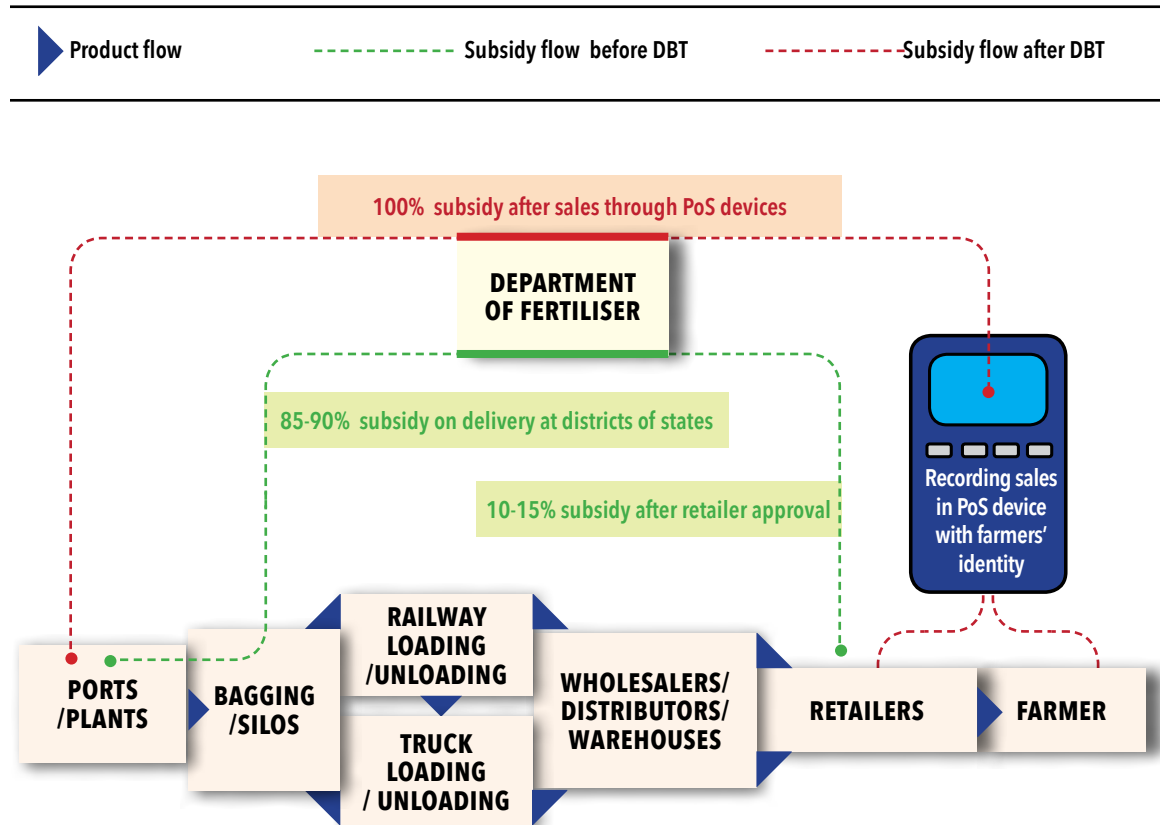 Product flow
Subsidy flow before DBT
Subsidy flow after DBT
100% subsidy after sales through PoS devices
DEPARTMENT
OF FERTILISER
85-90% subsidy on delivery at districts of states
10-15% subsidy after retailer approval
Recording sales
in PoS device
with farmers'
identity
PORTS
/PLANTS
BAGGING
/SILOS
RAILWAY
LOADING
/UNLOADING
TRUCK
LOADING
/ UNLOADING
WHOLESALERS/
DISTRIBUTORS/
WAREHOUSES
RETAILERS
FARMER